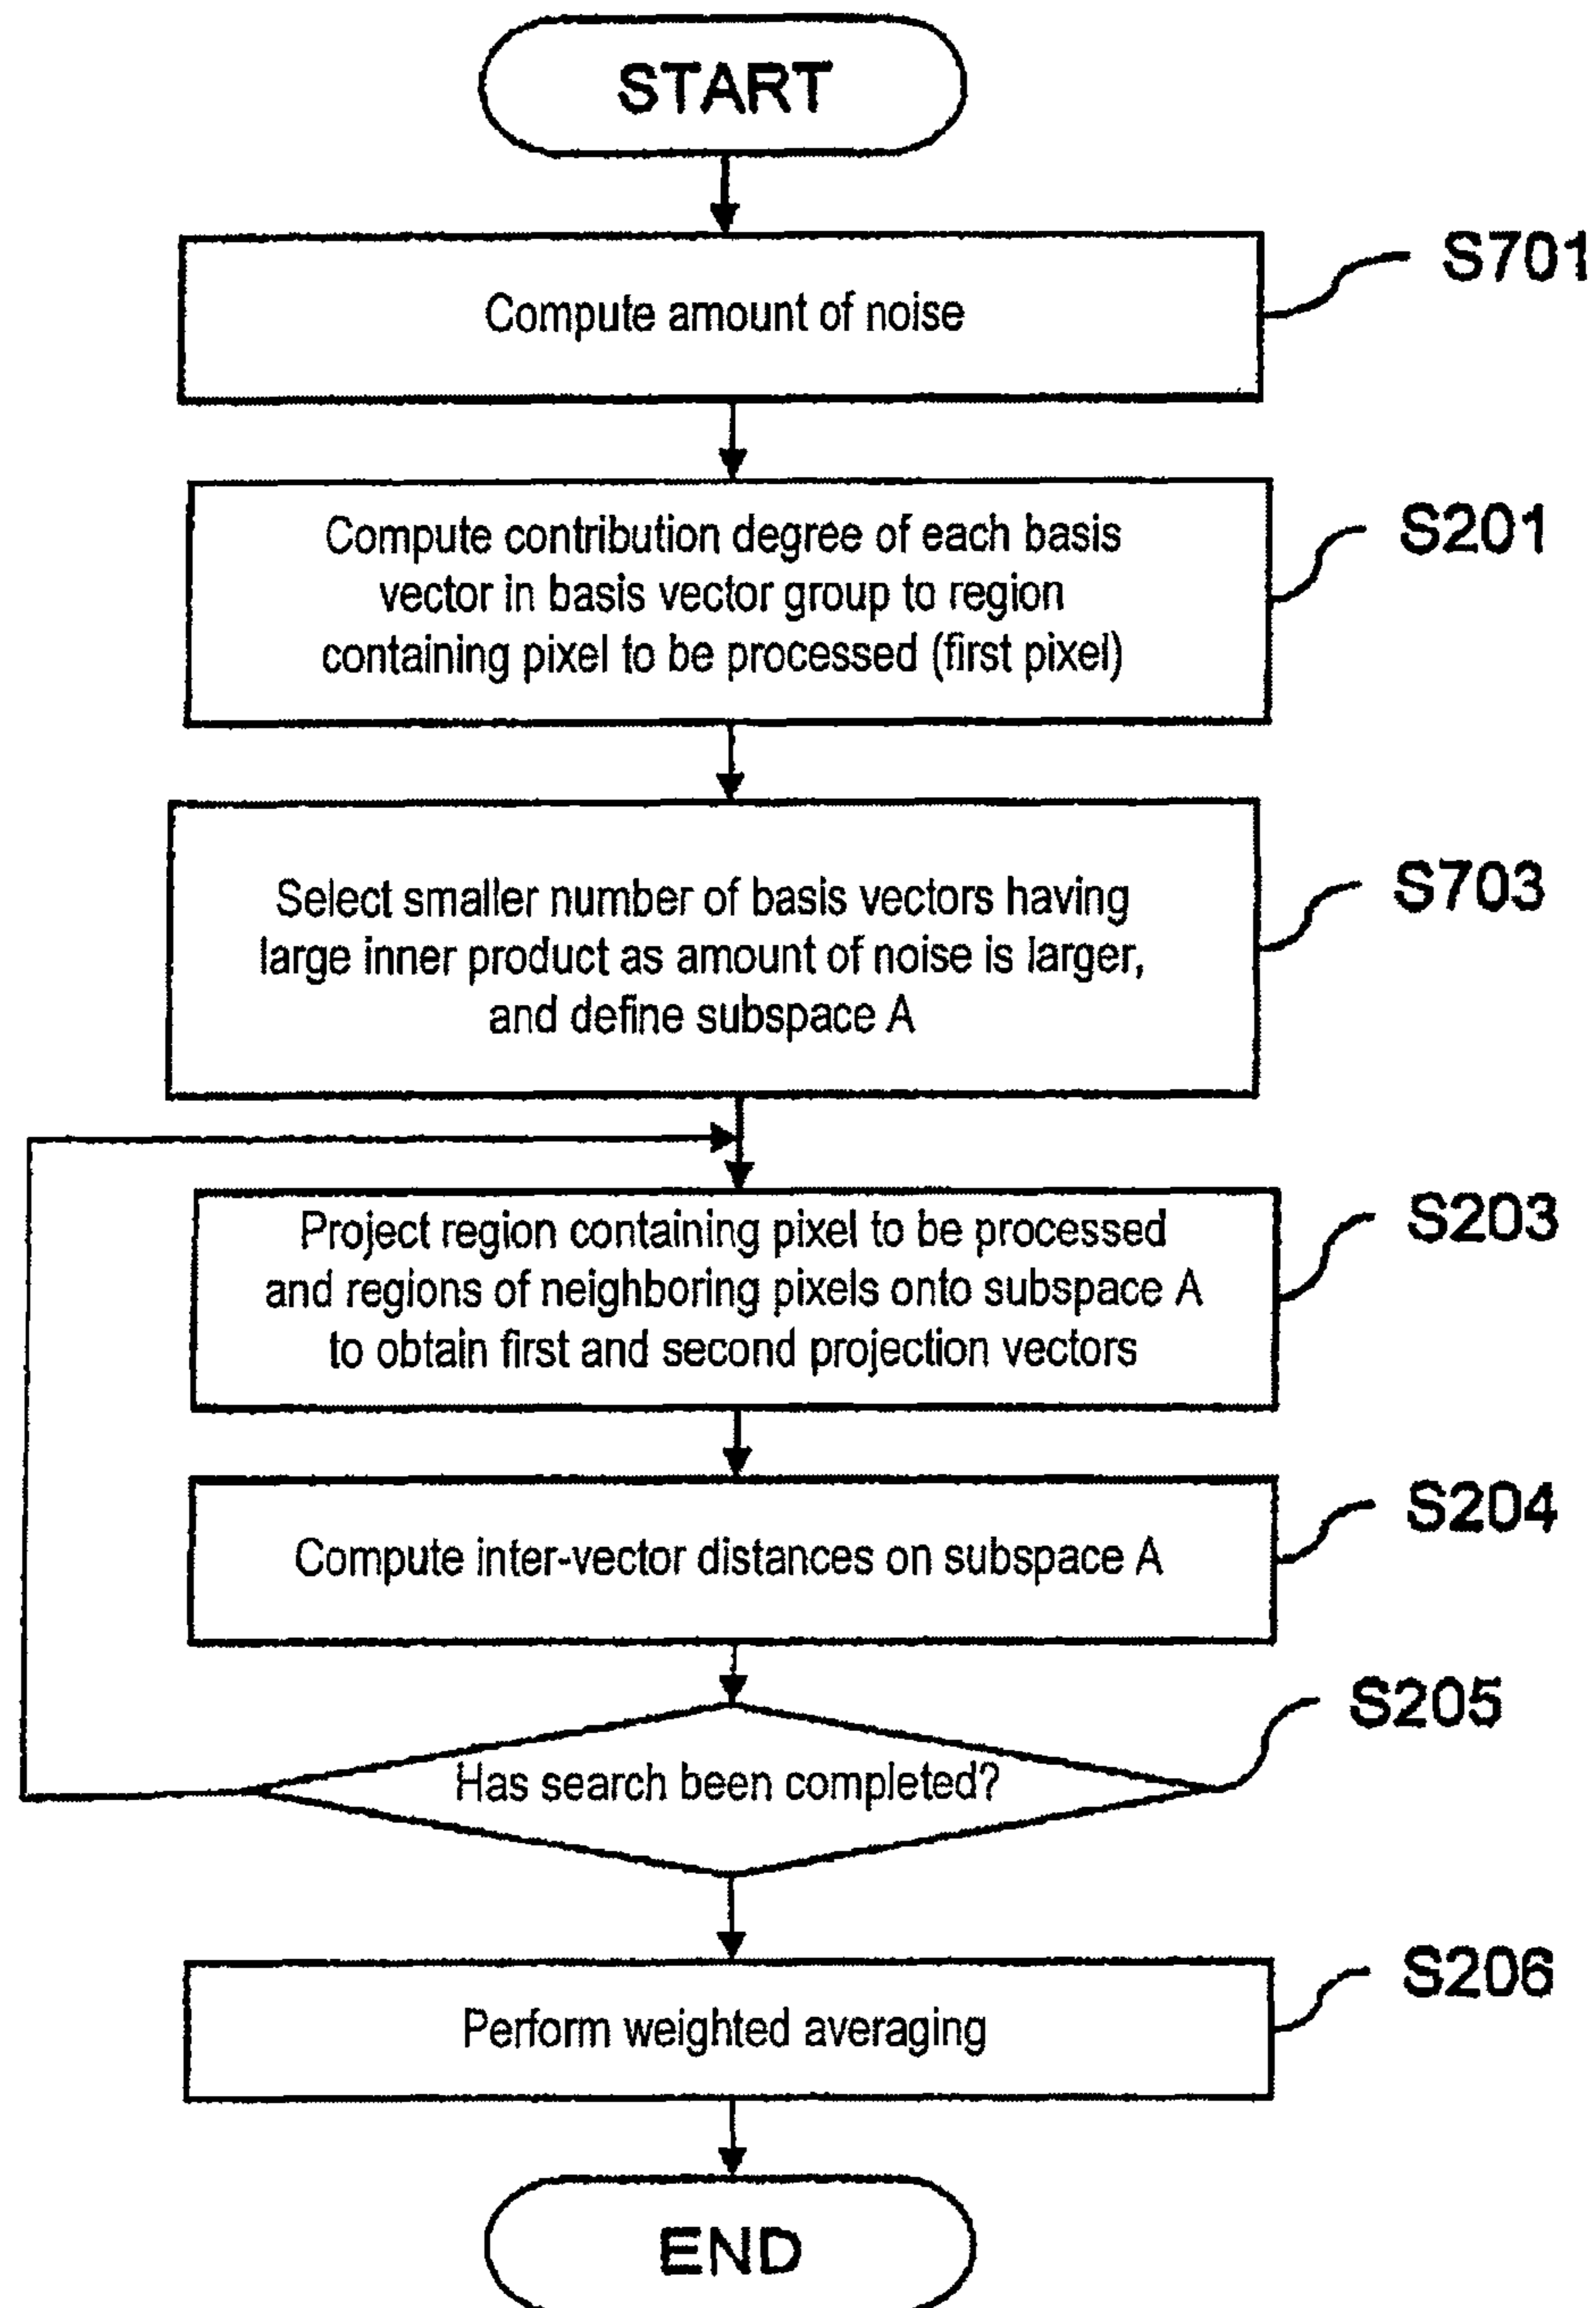 START
Compute amount of noise
S701
Compute contribution degree of each basis
vector in basis vector group to region
containing pixel to be processed (first pixel)
S201
Select smaller number of basis vectors having
large inner product as amount of noise is larger,
and define subspace A
S703
Project region containing pixel to be processed
and regions of neighboring pixels onto subspace A
to obtain first and second projection vectors
S203
Compute inter-vector distances on subspace A
S204
Has search been completed?
S205
Perform weighted averaging
S206
END